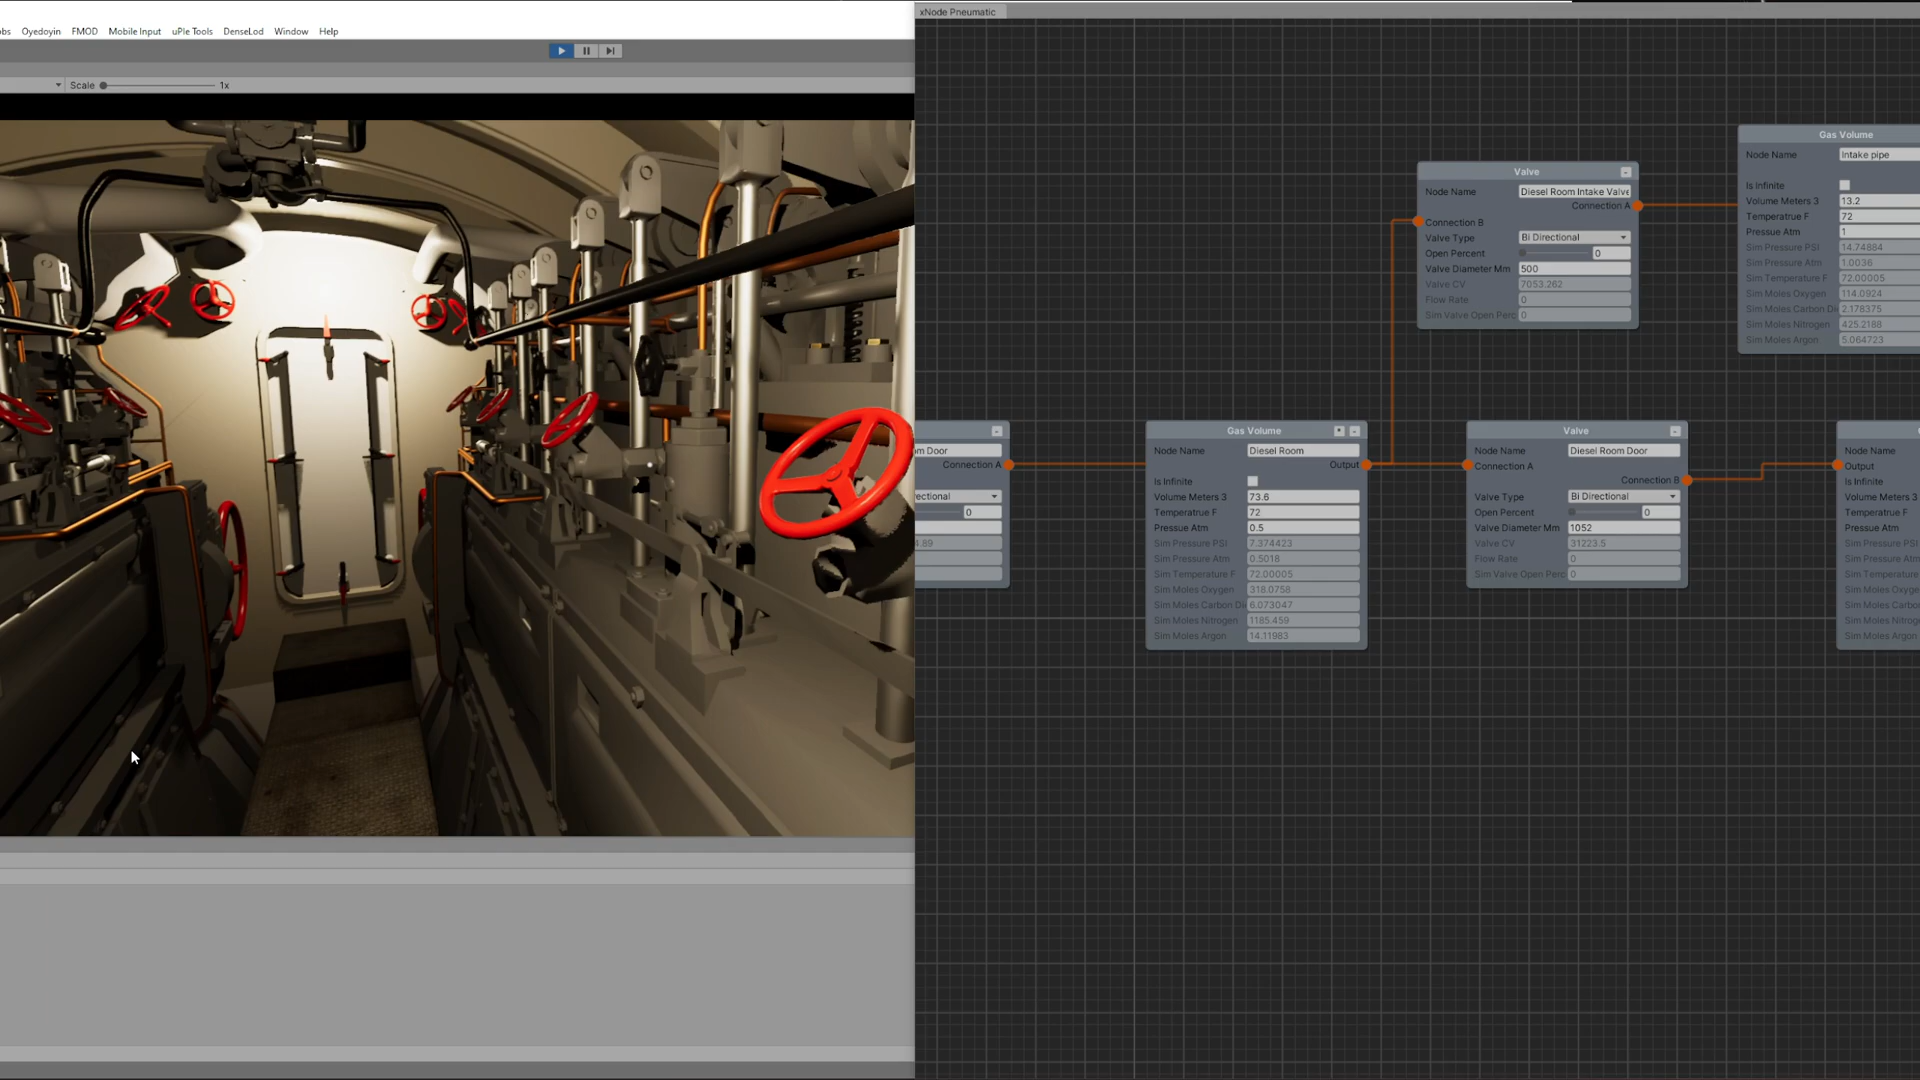 xNode Pneumatic
obs Oyedoyin FMOD Mobile Input uPIe Tools DenseLod Window Help
Scale 1x
Valve
Node Name Diesel Room Intake Valve
Connection A
Connection B
Valve Type Bi Directional
Open Percent 0
Valve Diameter Mm 500
Valve CV 7053.262
Flow Rate 0
Sim Valve Open Perc 0
Gas Volume
Node Name Intake pipe
Is Infinite
Volume Meters 3 13.2
Temperatrue F 72
Pressue Atm 1
Sim Pressure PSI 14.74884
Sim Pressure Atm 1.0036
Sim Temperature F 72.00005
Sim Moles Oxygen 114.0924
Sim Moles Carbon Di 2.178375
Sim Moles Nitrogen 425.2188
Sim Moles Argon 5.064723
om Door
Connection A
rectional
0
4.89
Gas Volume
Node Name Diesel Room
Output
Is Infinite
Volume Meters 3 73.6
Temperatrue F 72
Pressue Atm 0.5
Sim Pressure PSI 7.374423
Sim Pressure Atm 0.5018
Sim Temperature F 72.00005
Sim Moles Oxygen 318.0758
Sim Moles Carbon Di 6.073047
Sim Moles Nitrogen 1185.459
Sim Moles Argon 14.11983
Valve
Node Name Diesel Room Door
Connection A
Connection B
Valve Type Bi Directional
Open Percent 0
Valve Diameter Mm 1052
Valve CV 31223.5
Flow Rate 0
Sim Valve Open Perc 0
Node Name
Output
Is Infinite
Volume Meters 3
Temperatrue F
Pressue Atm
Sim Pressure PSI
Sim Pressure Atm
Sim Temperature
Sim Moles Oxyge
Sim Moles Carbo
Sim Moles Nitrog
Sim Moles Argon